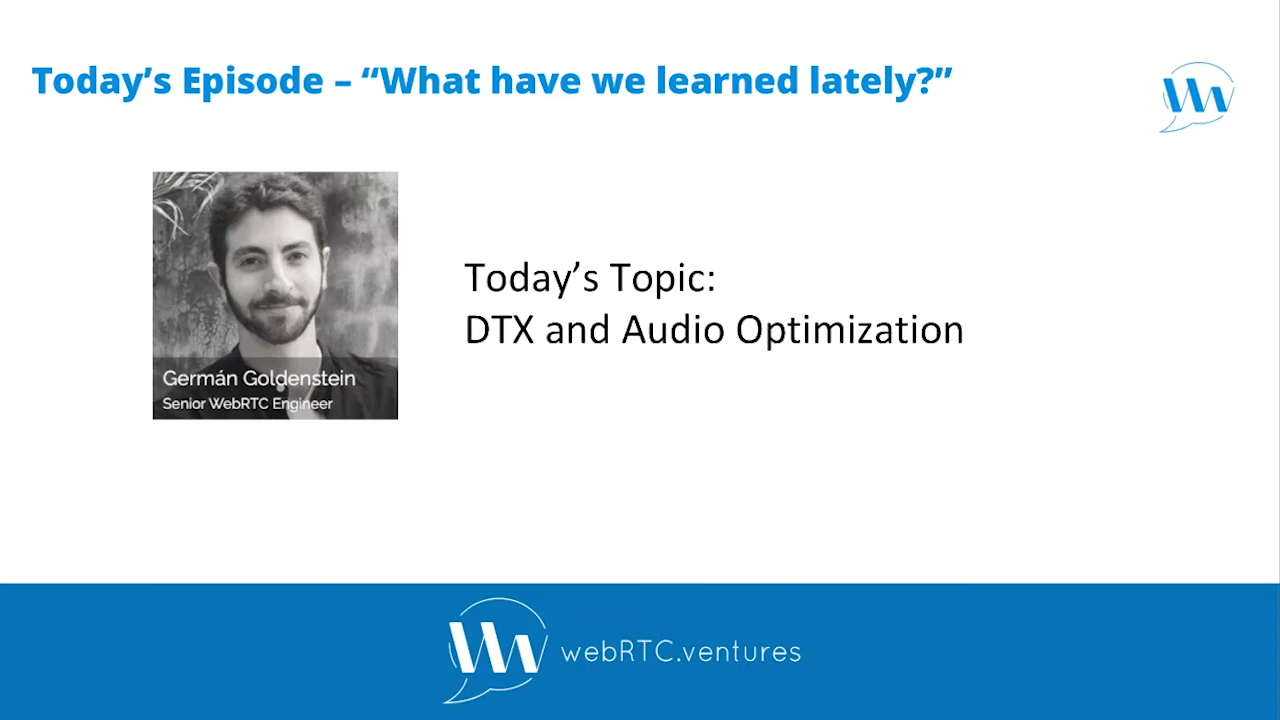 Today’s Episode – “What have we learned lately?”
Germán Goldenstein
Senior WebRTC Engineer
Today’s Topic:
DTX and Audio Optimization
webRTC.ventures